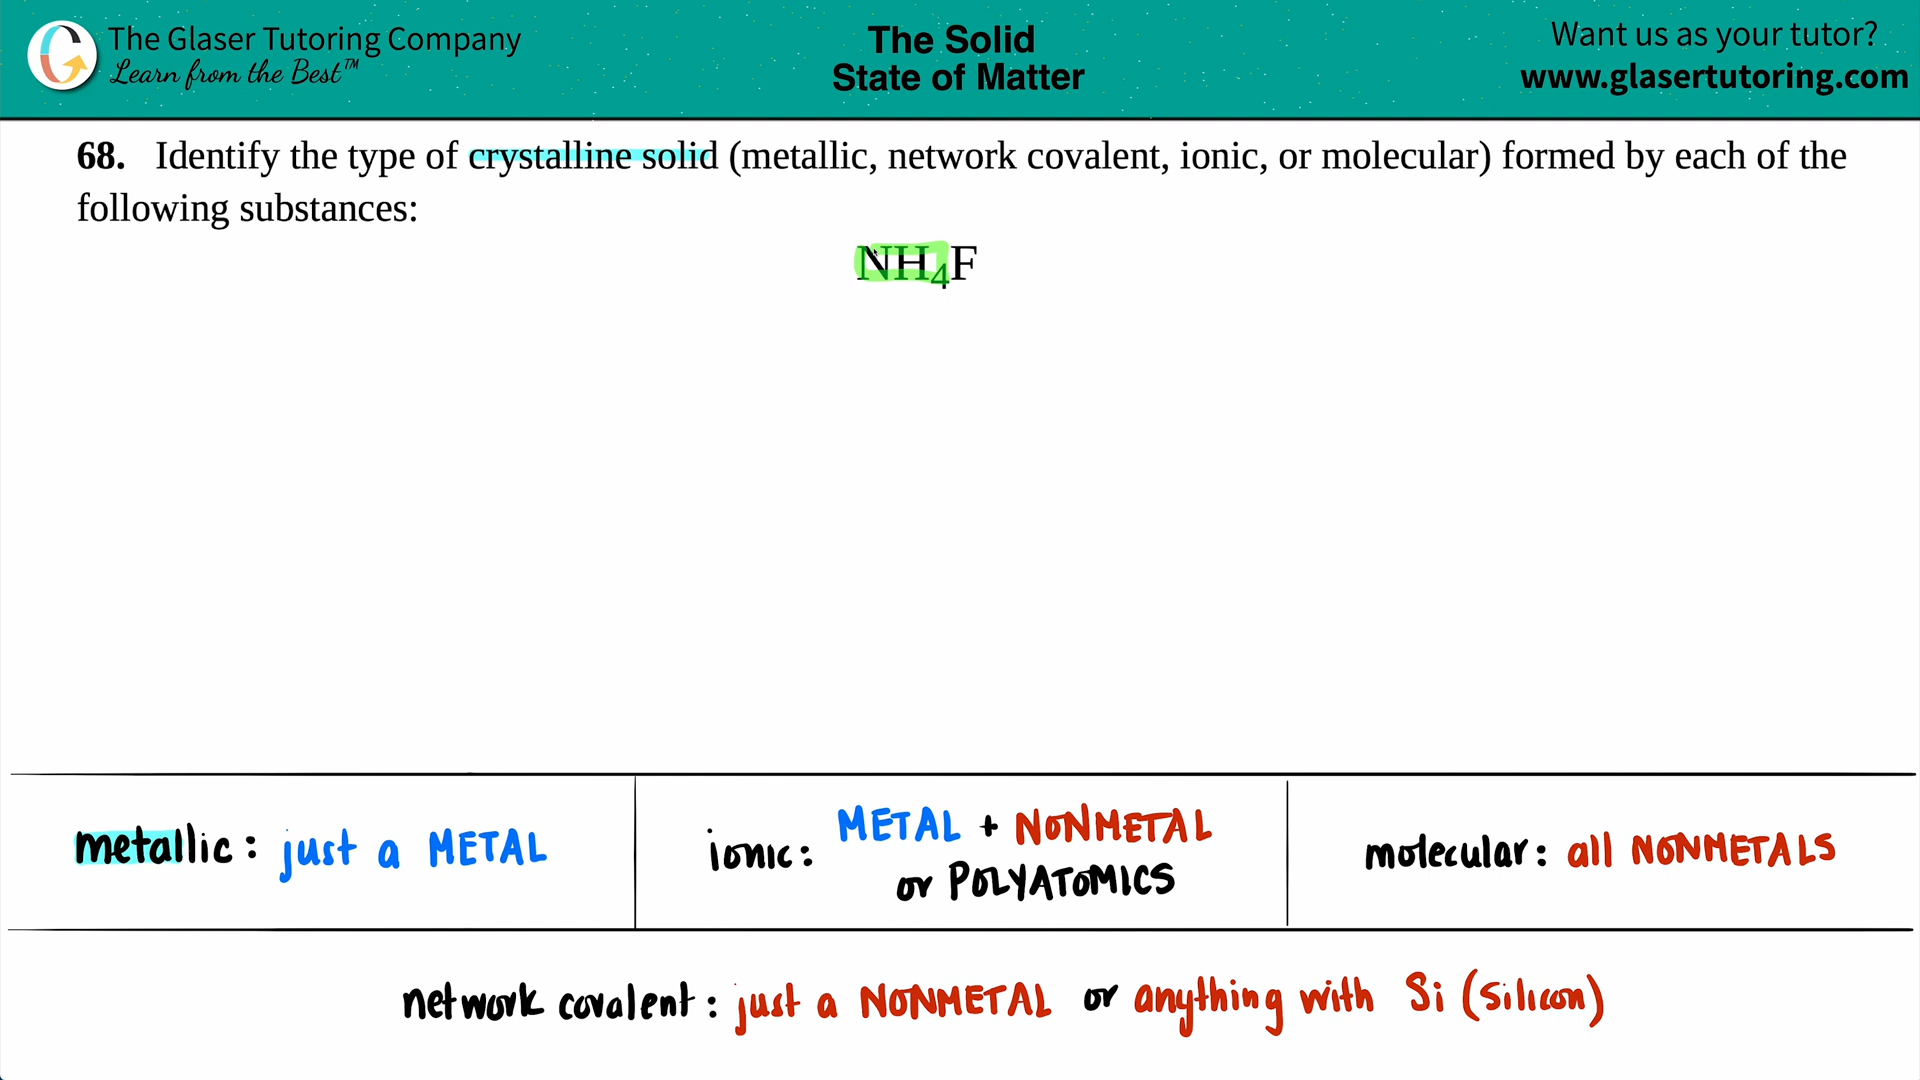 The Glaser Tutoring Company
Learn from the Best™
The Solid
State of Matter
Want us as your tutor?
www.glasertutoring.com
68. Identify the type of crystalline solid (metallic, network covalent, ionic, or molecular) formed by each of the
following substances:
NH₄F
metallic: just a METAL
ionic: METAL + NONMETAL
or POLYATOMICS
molecular: all NONMETALS
network covalent: just a NONMETAL or anything with Si (silicon)